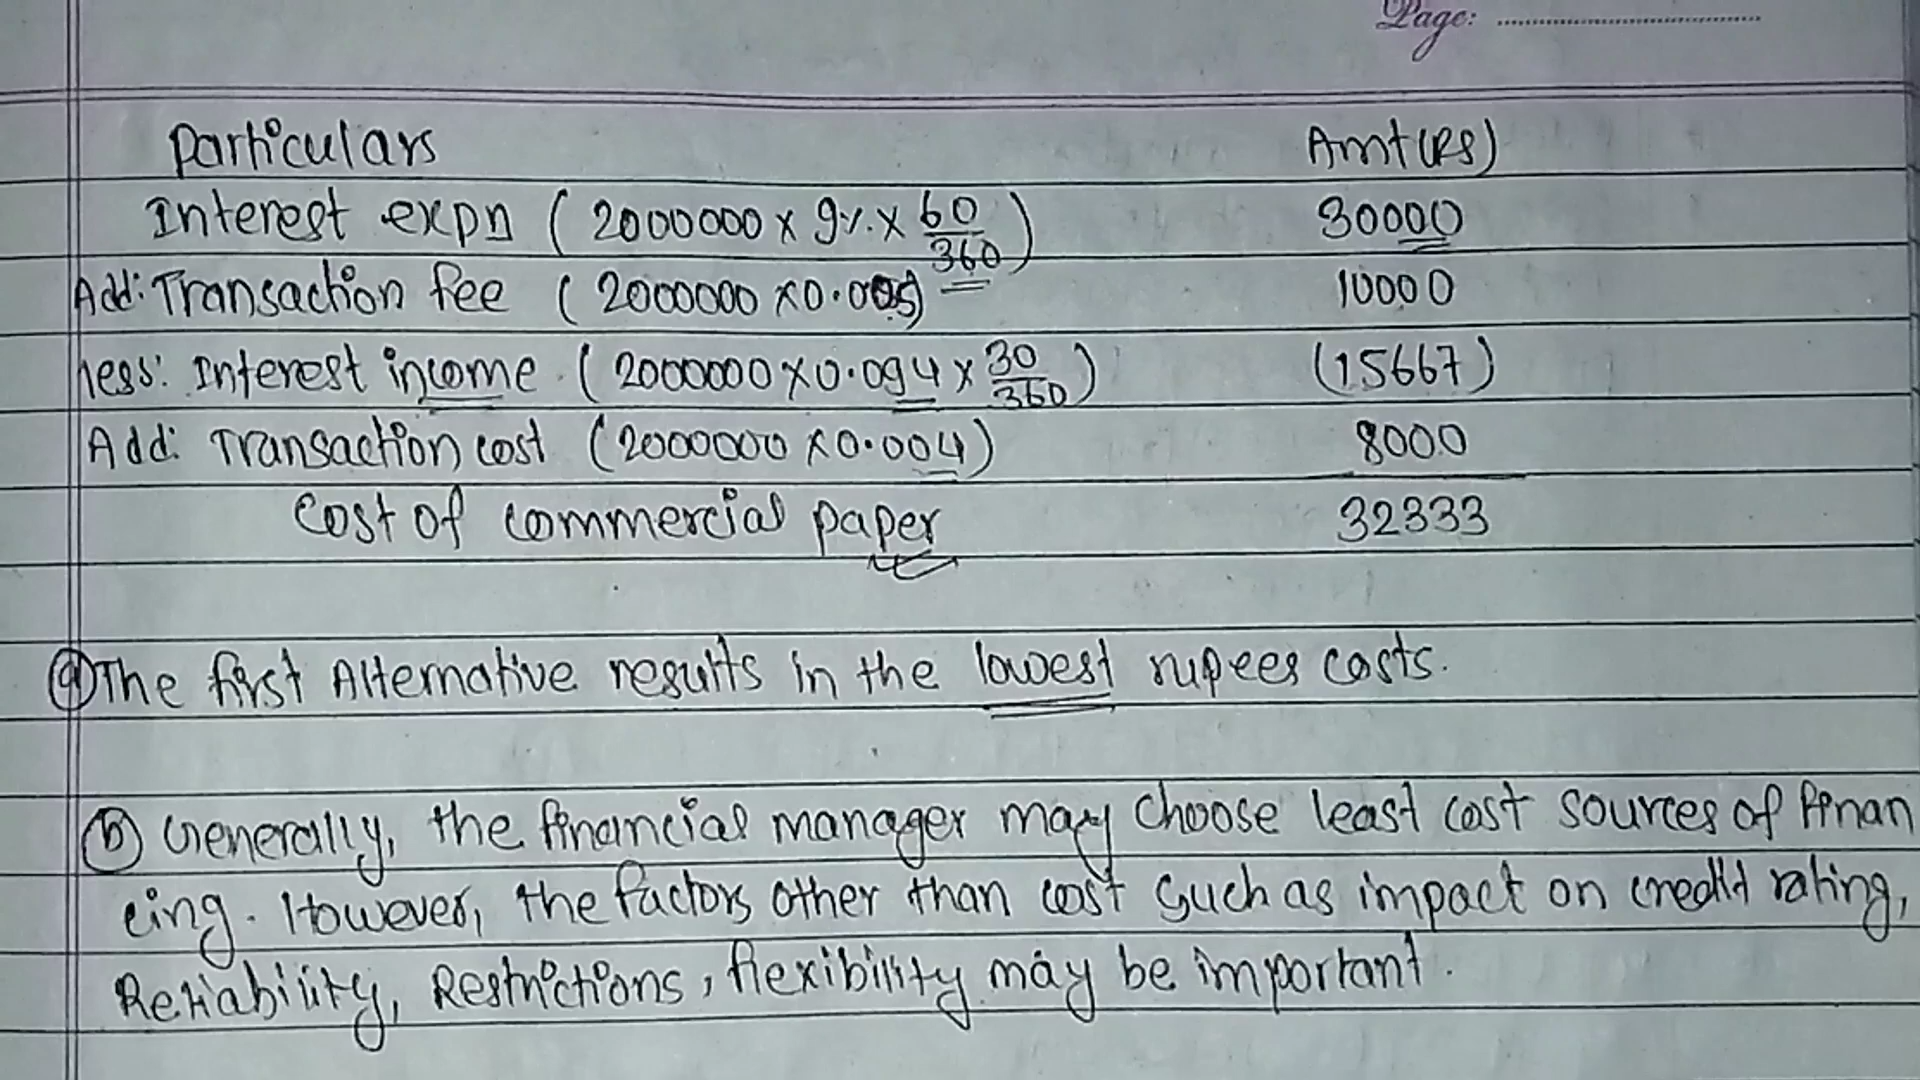 Page:
Particulars Amt(RS)
Interest expn (2000000 x 9%. x 60/360) 30000
Add: Transaction fee (2000000 x0.005) 10000
Less: Interest income (2000000 x0.094 x 30/360) (15667)
Add: Transaction cost (2000000 x0.004) 8000
Cost of commercial paper 32333
(a) The first Alternative results in the lowest rupees costs.
(b) Generally, the financial manager may choose least cost sources of finan
cing. However, the factors other than cost such as impact on credit rating,
Reliability, Restrictions, flexibility may be important.